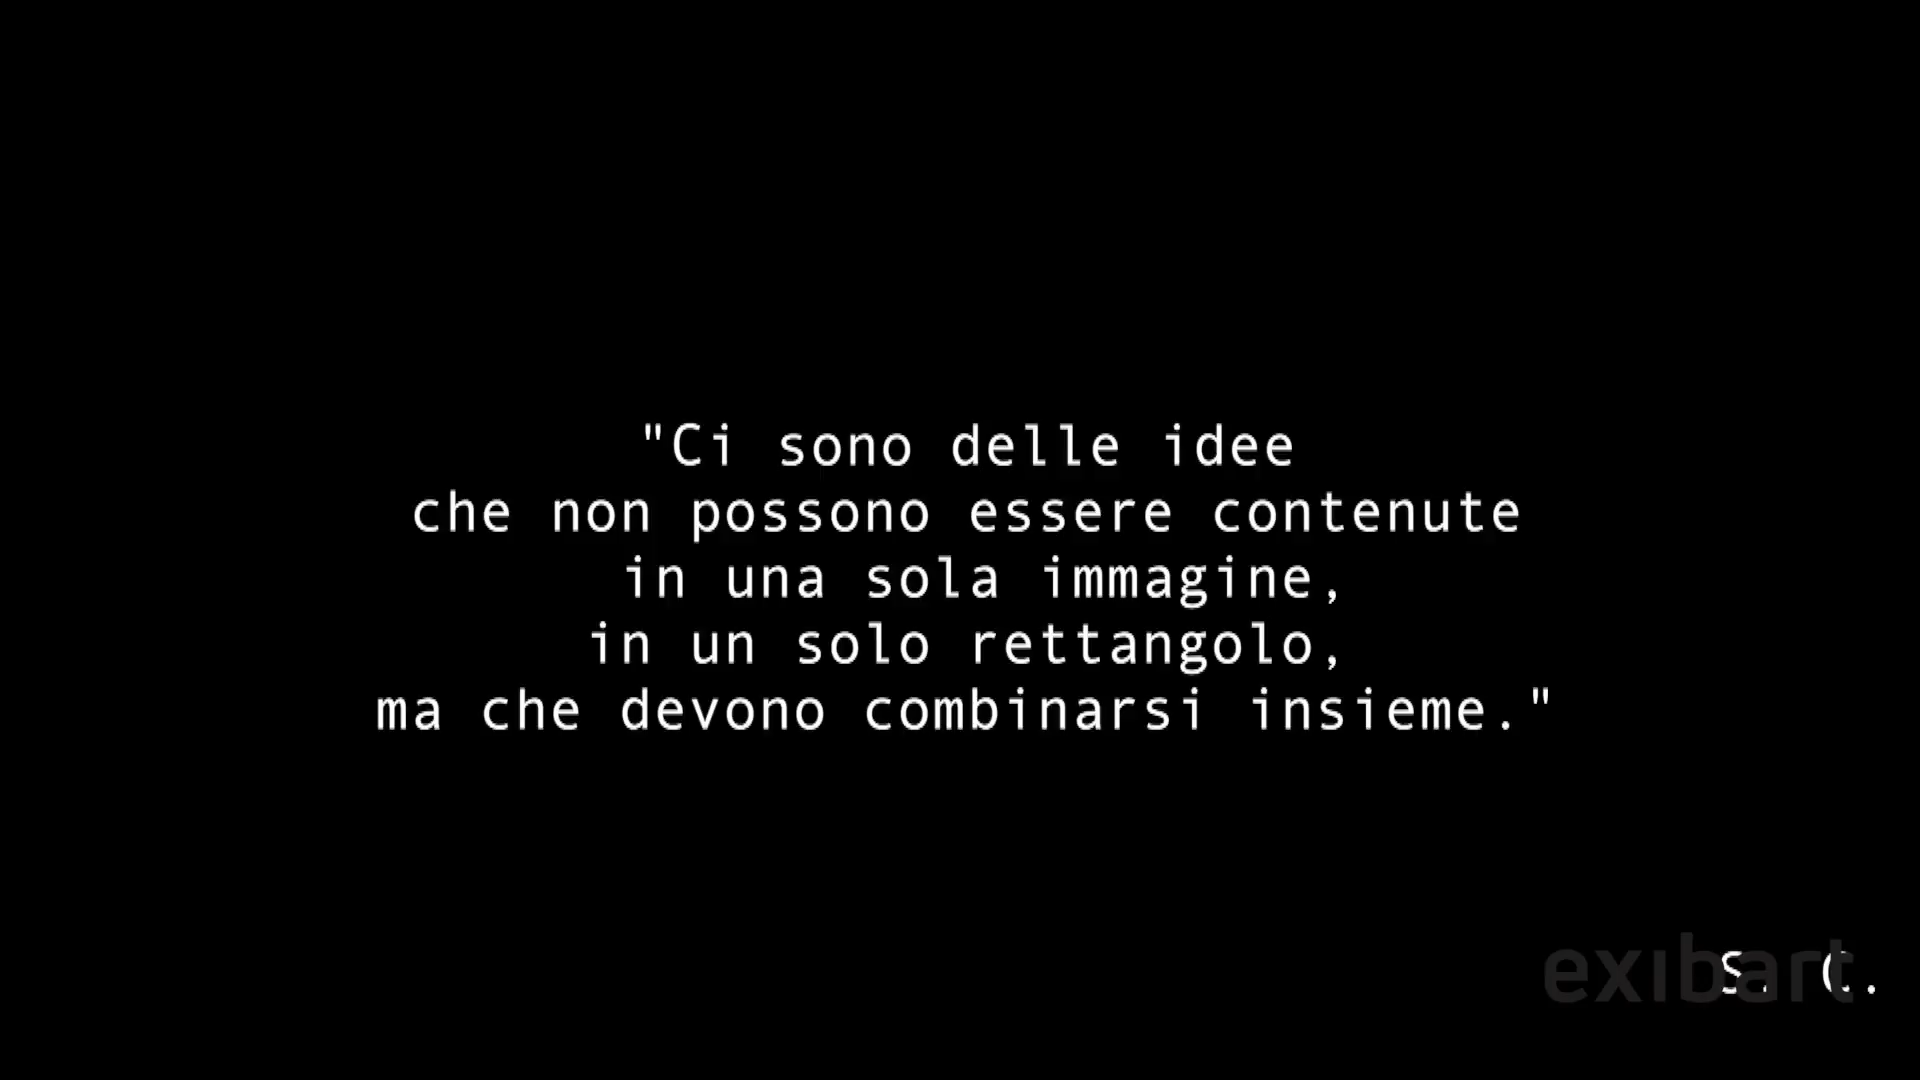 "Ci sono delle idee
che non possono essere contenute
in una sola immagine,
in un solo rettangolo,
ma che devono combinarsi insieme."
exibart
S. C.